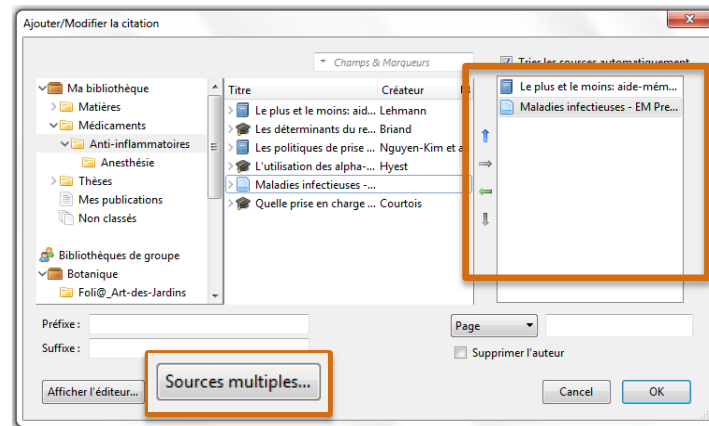 Ajouter/Modifier la citation
Champs & Marqueurs
Trier les sources automatiquement
Ma bibliothèque
Matières
Médicaments
Anti-inflammatoires
Anesthésie
Thèses
Mes publications
Non classés
Bibliothèques de groupe
Botanique
Foli@_Art-des-Jardins
Titre Créateur
Le plus et le moins: aid... Lehmann
Les déterminants du re... Briand
Les politiques de prise ... Nguyen-Kim et a
L'utilisation des alpha-... Hyest
Maladies infectieuses -...
Quelle prise en charge ... Courtois
Le plus et le moins: aide-mém...
Maladies infectieuses - EM Pre...
Préfixe :
Page
Suffixe :
Supprimer l'auteur
Afficher l'éditeur...
Sources multiples...
Cancel
OK